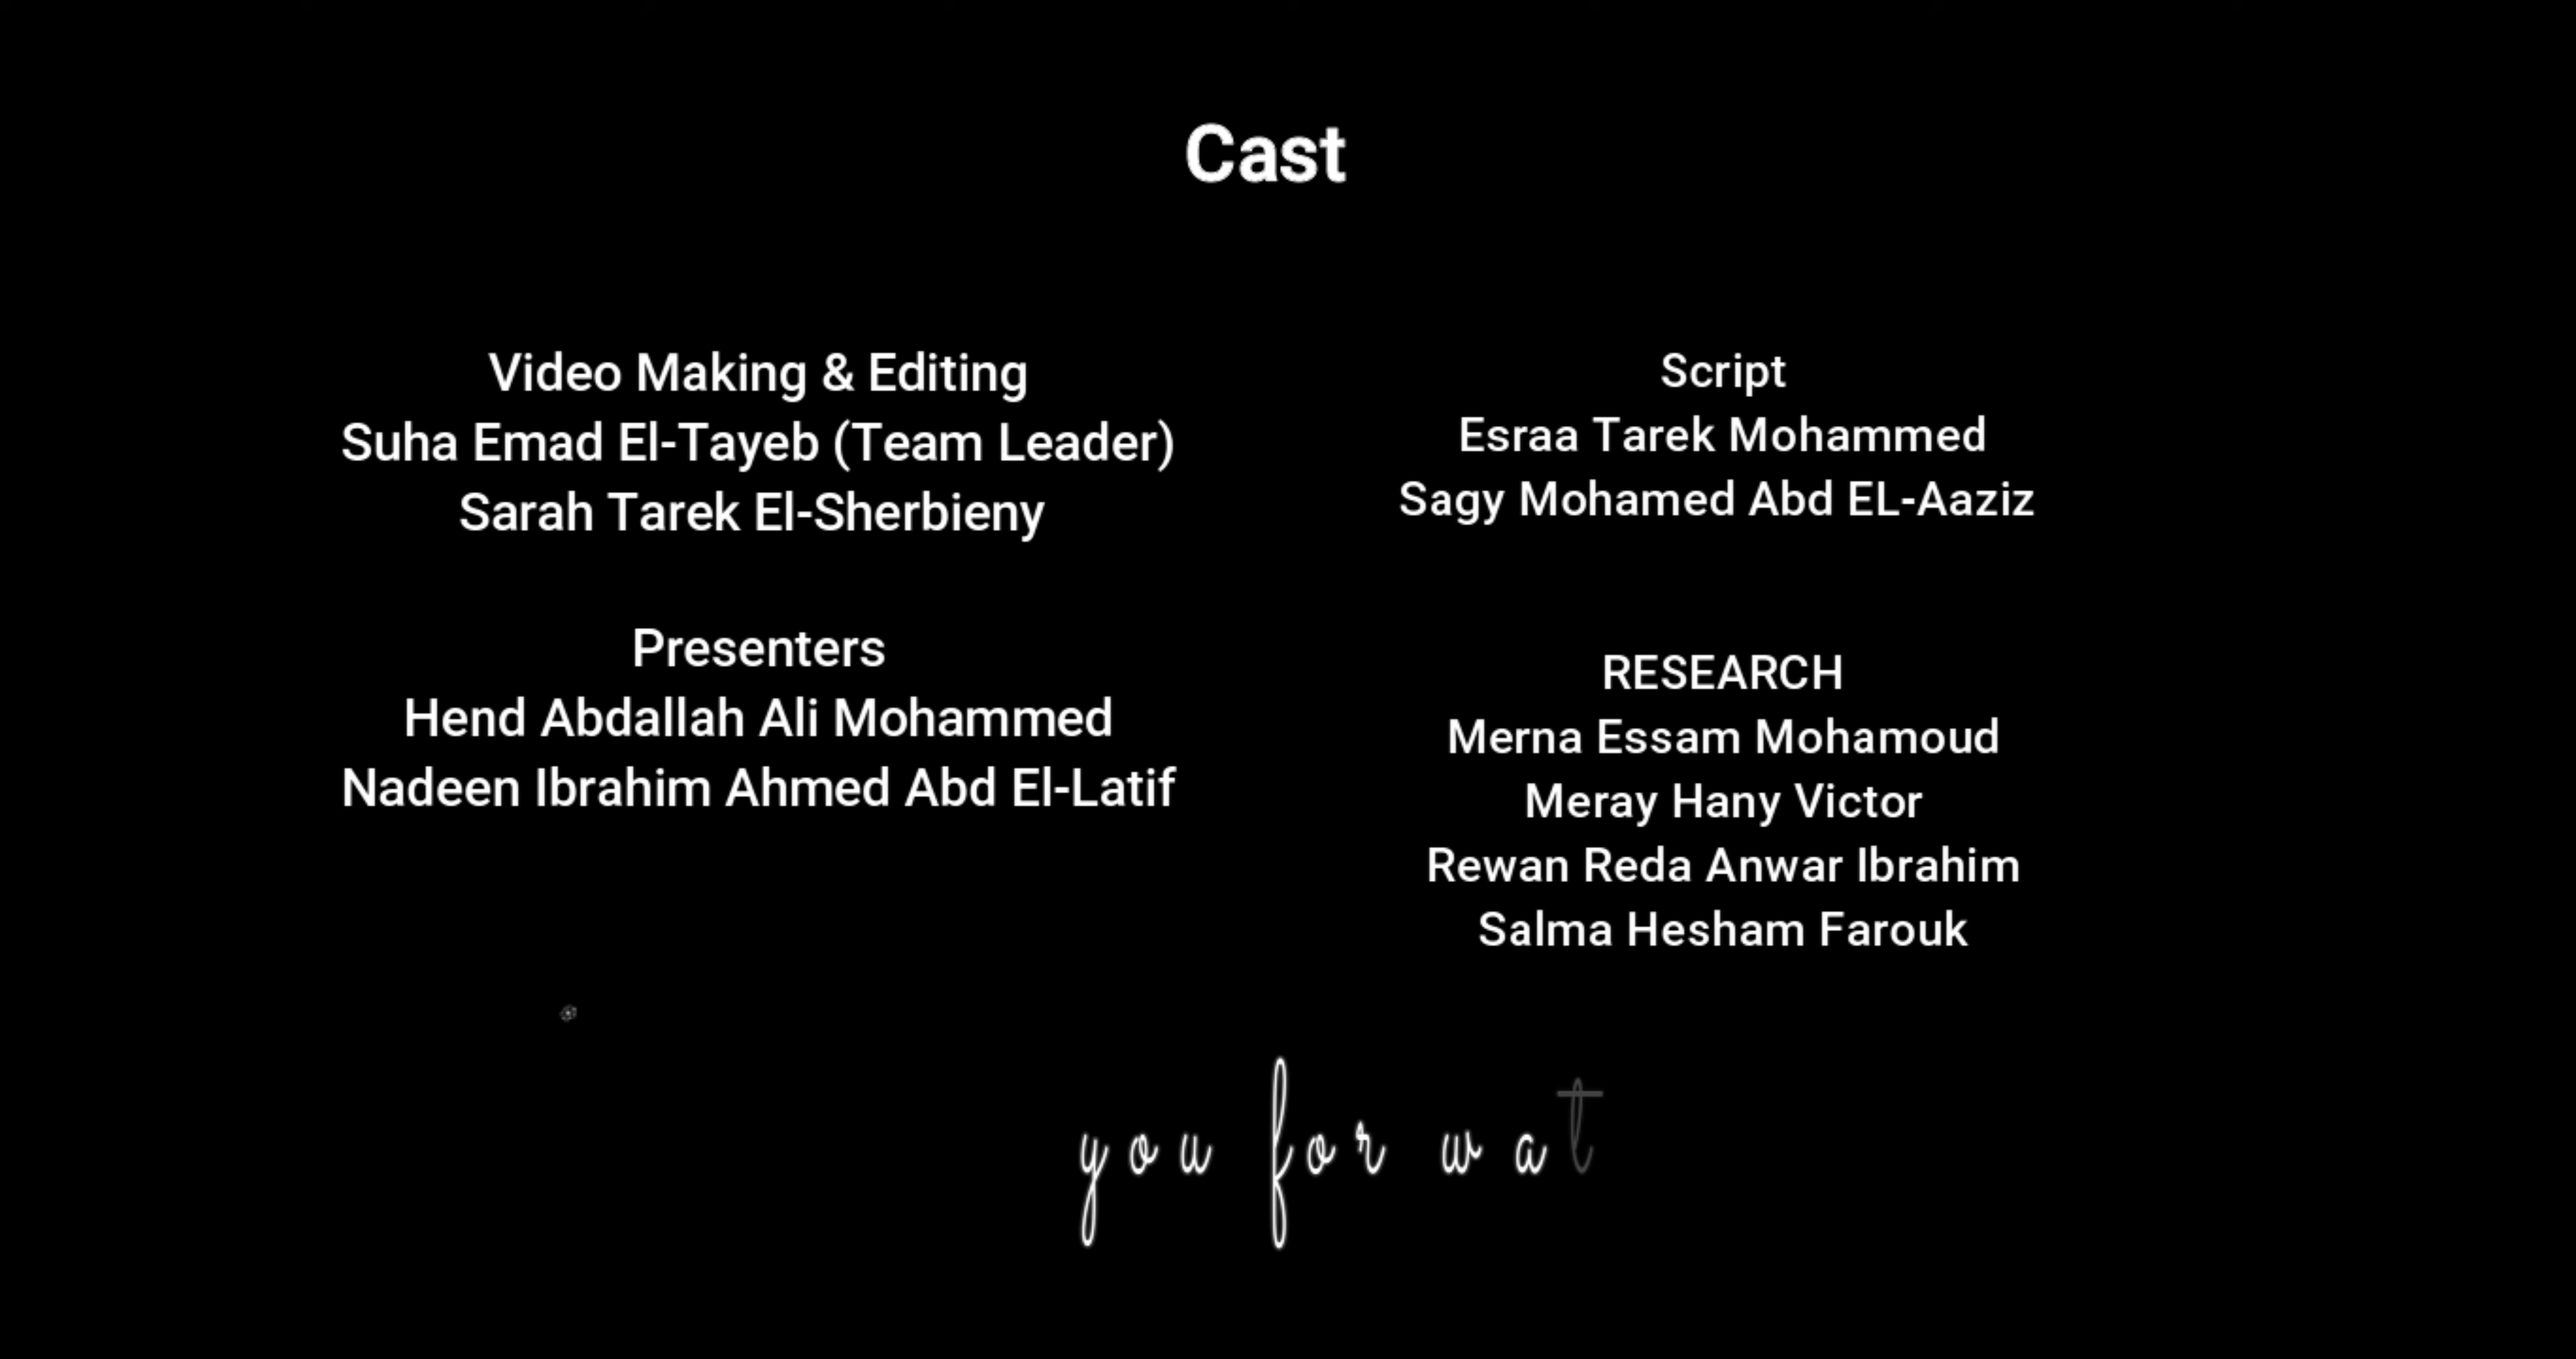 Cast
Video Making & Editing
Suha Emad El-Tayeb (Team Leader)
Sarah Tarek El-Sherbieny
Presenters
Hend Abdallah Ali Mohammed
Nadeen Ibrahim Ahmed Abd El-Latif
Script
Esraa Tarek Mohammed
Sagy Mohamed Abd EL-Aaziz
RESEARCH
Merna Essam Mohamoud
Meray Hany Victor
Rewan Reda Anwar Ibrahim
Salma Hesham Farouk
you for wat